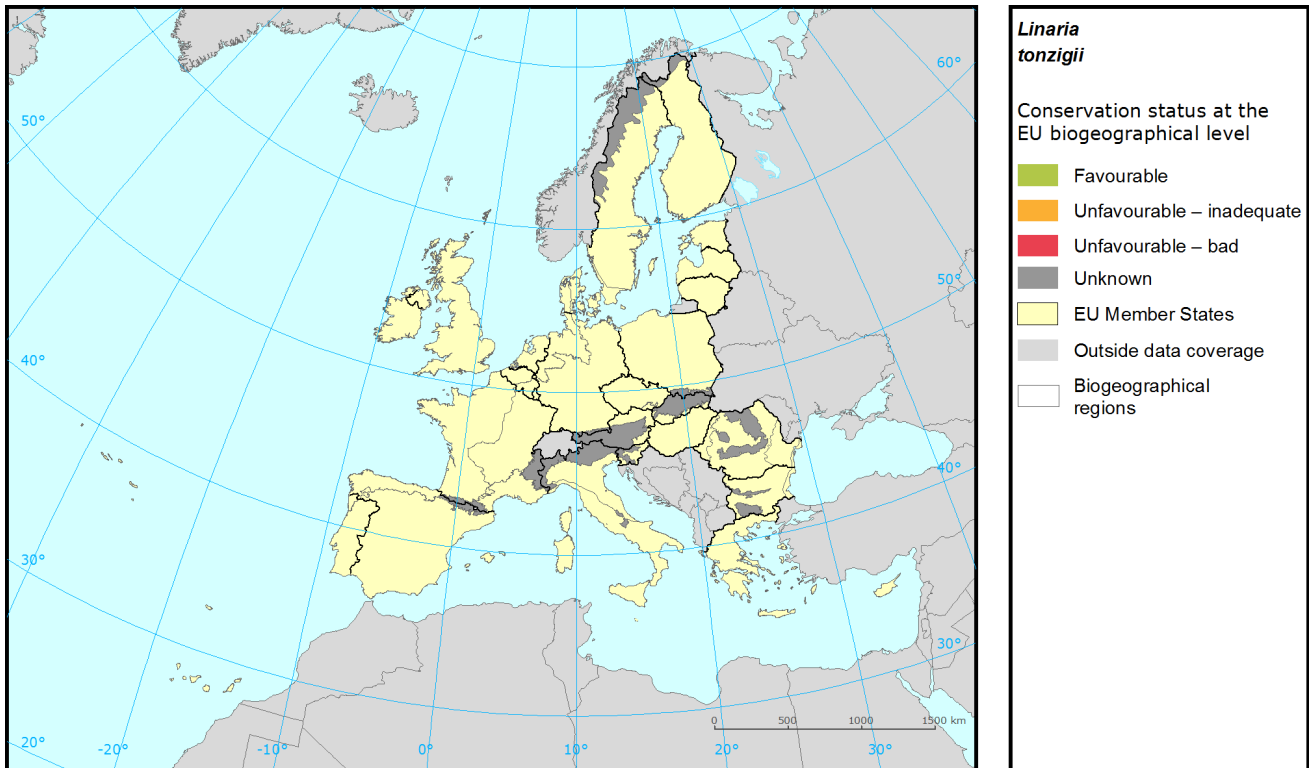 60°
50°
50°
40°
40°
30°
30°
0 500 1000 1500 km
20° -20° -10° 0° 10° 20° 30°
Linaria
tonzigii
Conservation status at the
EU biogeographical level
Favourable
Unfavourable – inadequate
Unfavourable – bad
Unknown
EU Member States
Outside data coverage
Biogeographical
regions